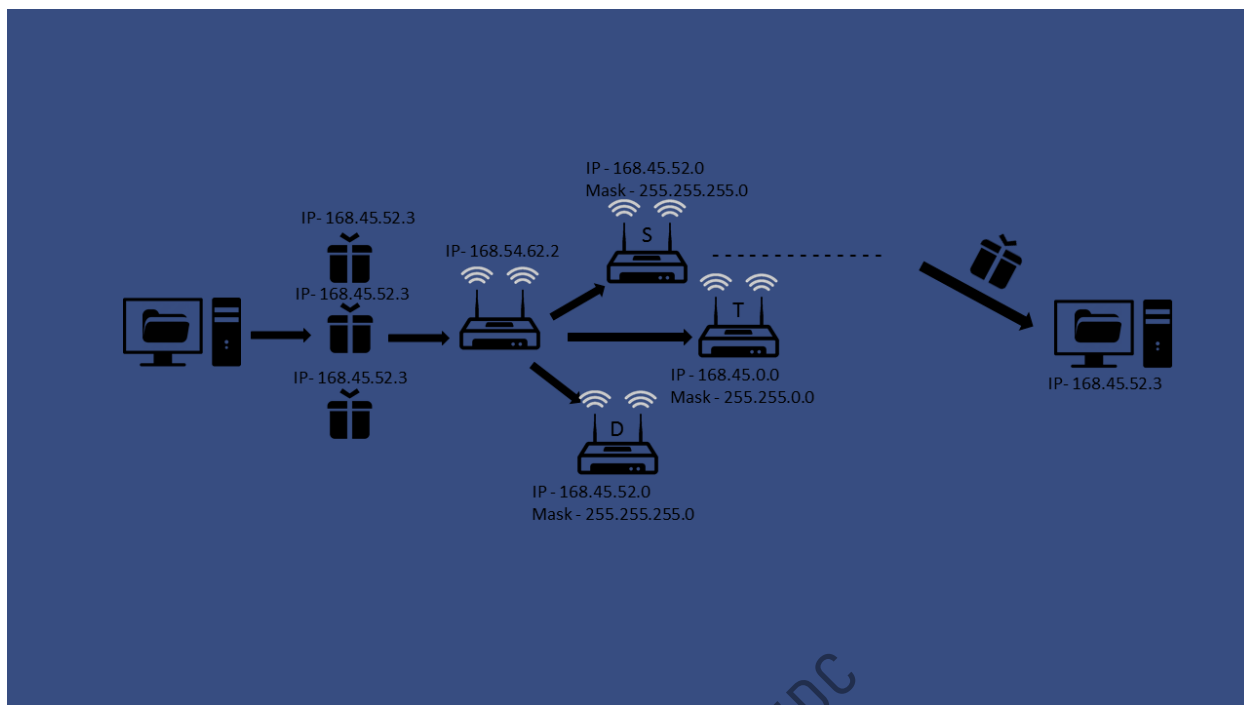 IP - 168.45.52.0
Mask - 255.255.255.0
S
IP- 168.45.52.3
IP- 168.54.62.2
IP- 168.45.52.3
T
IP - 168.45.0.0
Mask - 255.255.0.0
IP- 168.45.52.3
IP- 168.45.52.3
D
IP - 168.45.52.0
Mask - 255.255.255.0